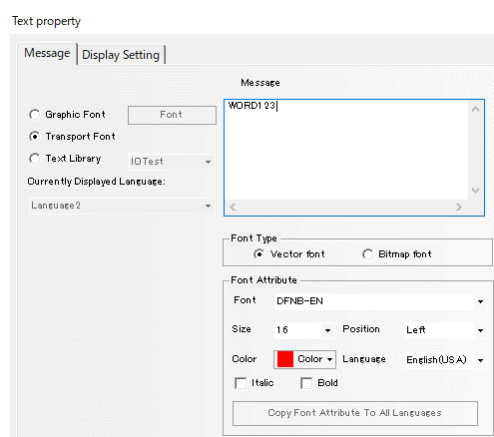 Text property
Message
Display Setting
Message
Graphic Font
Font
Transport Font
Text Library
IOTest
Currently Displayed Language:
Language2
WORD123
Font Type
Vector font
Bitmap font
Font Attribute
Font
DFNB-EN
Size
16
Position
Left
Color
Color
Language
English(USA)
Italic
Bold
Copy Font Attribute To All Languages